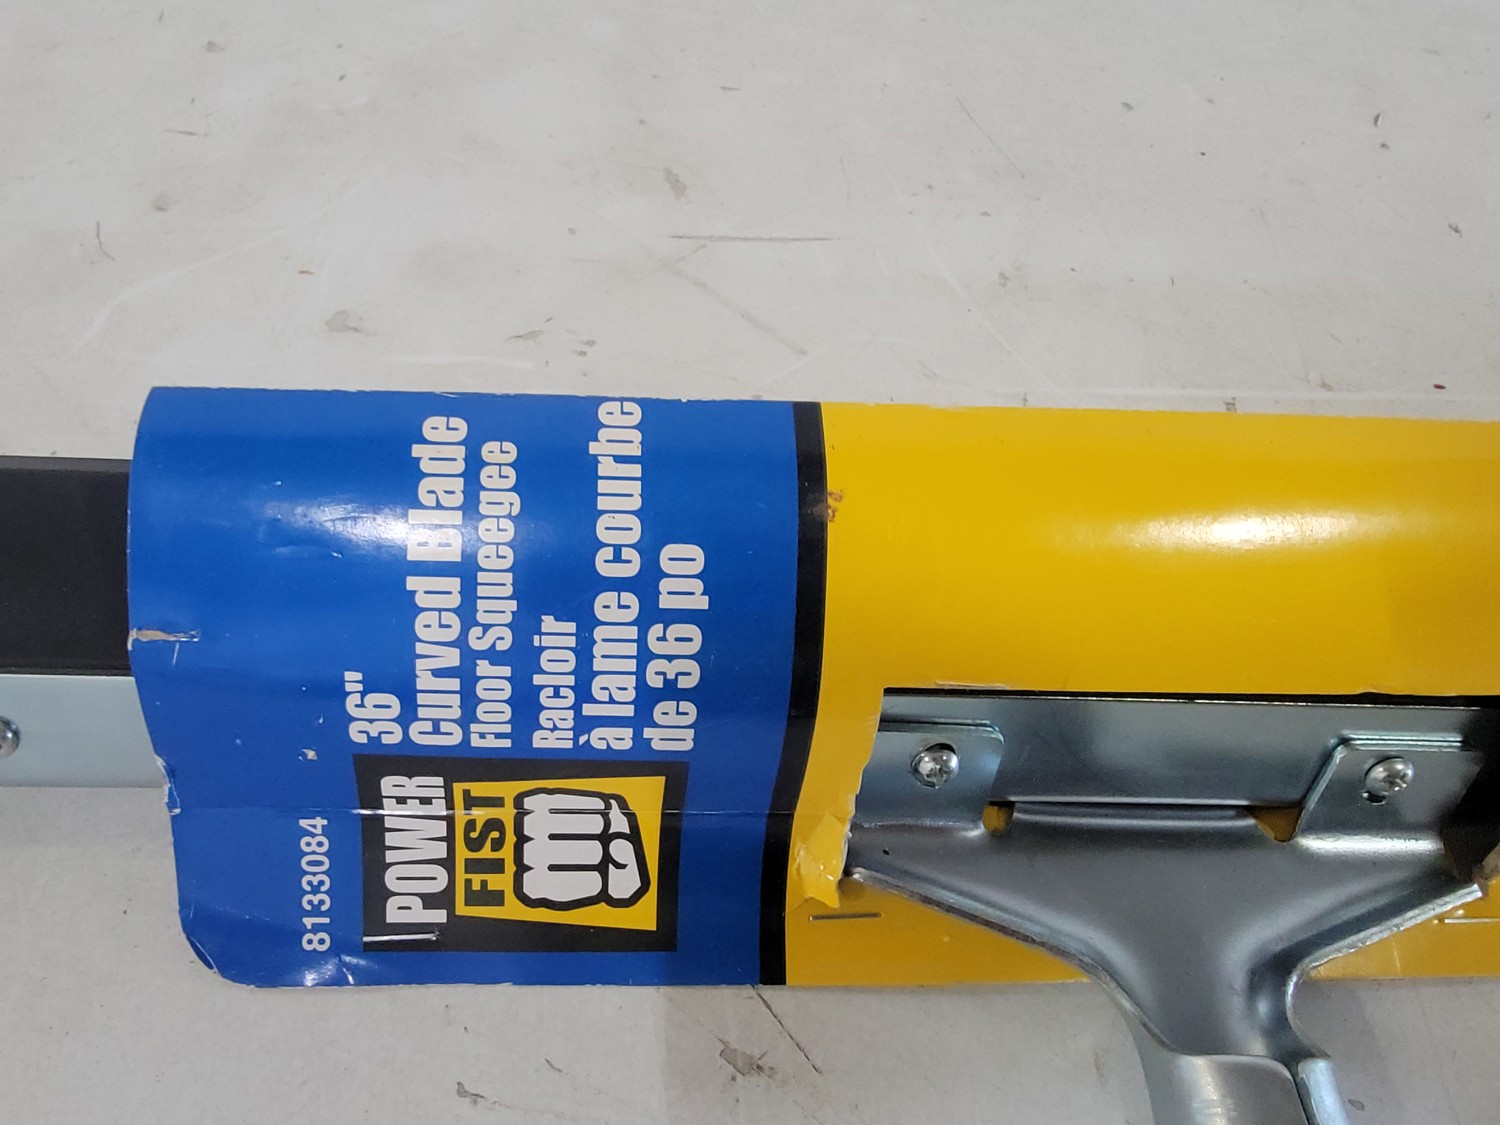 8133084
POWER
FIST
36"
Curved Blade
Floor Squeegee
Racloir
à lame courbe
de 36 po